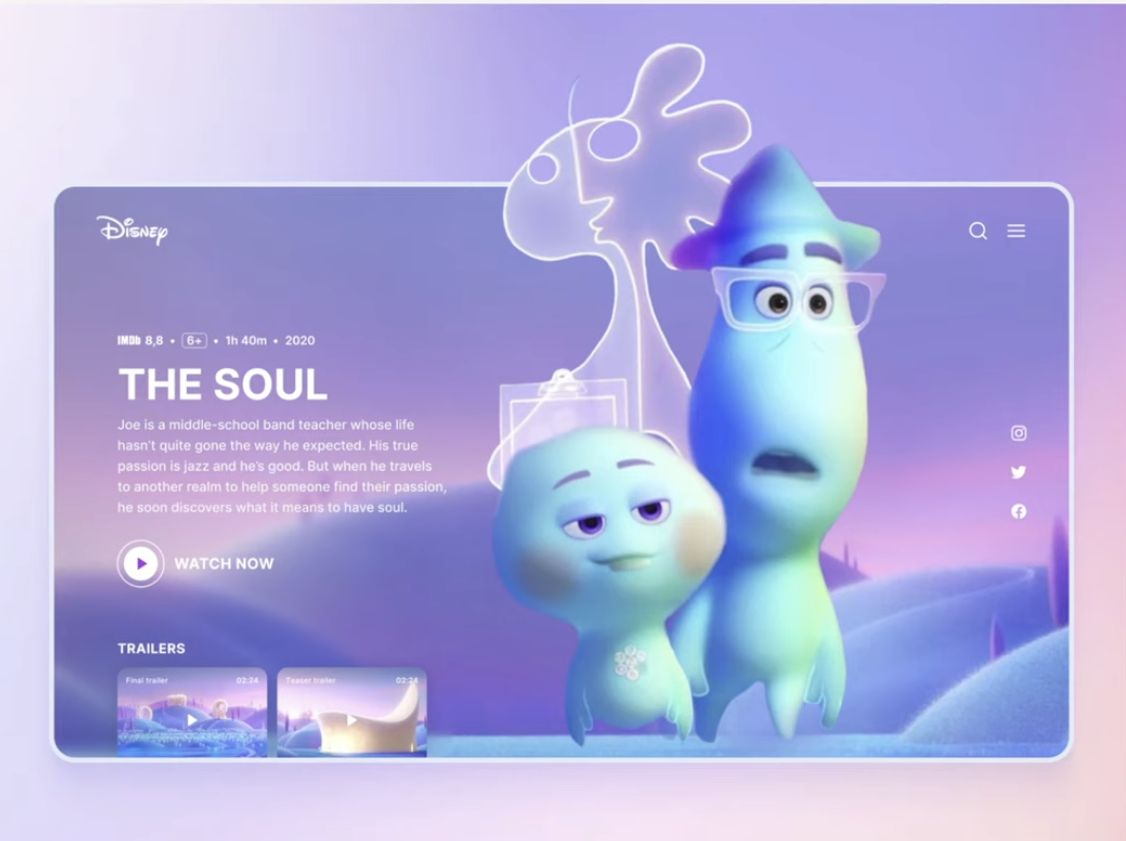 Disney
IMDb 8,8 • 6+ • 1h 40m • 2020
THE SOUL
Joe is a middle-school band teacher whose life
hasn't quite gone the way he expected. His true
passion is jazz and he's good. But when he travels
to another realm to help someone find their passion,
he soon discovers what it means to have soul.
WATCH NOW
TRAILERS
Final trailer 02:24
Teaser trailer 02:24